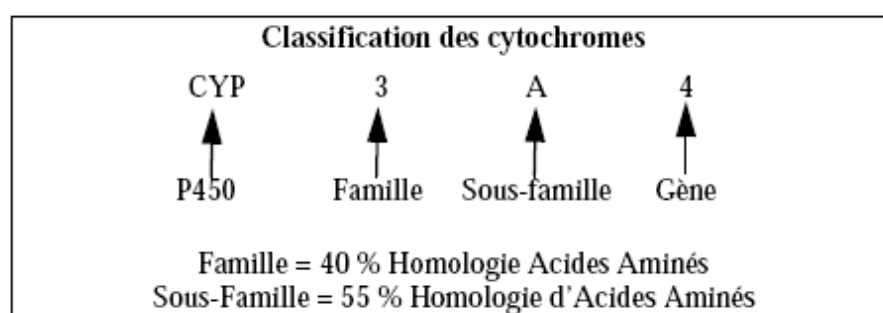 Classification des cytochromes
CYP 3 A 4
P450 Famille Sous-famille Gène
Famille = 40 % Homologie Acides Aminés
Sous-Famille = 55 % Homologie d'Acides Aminés